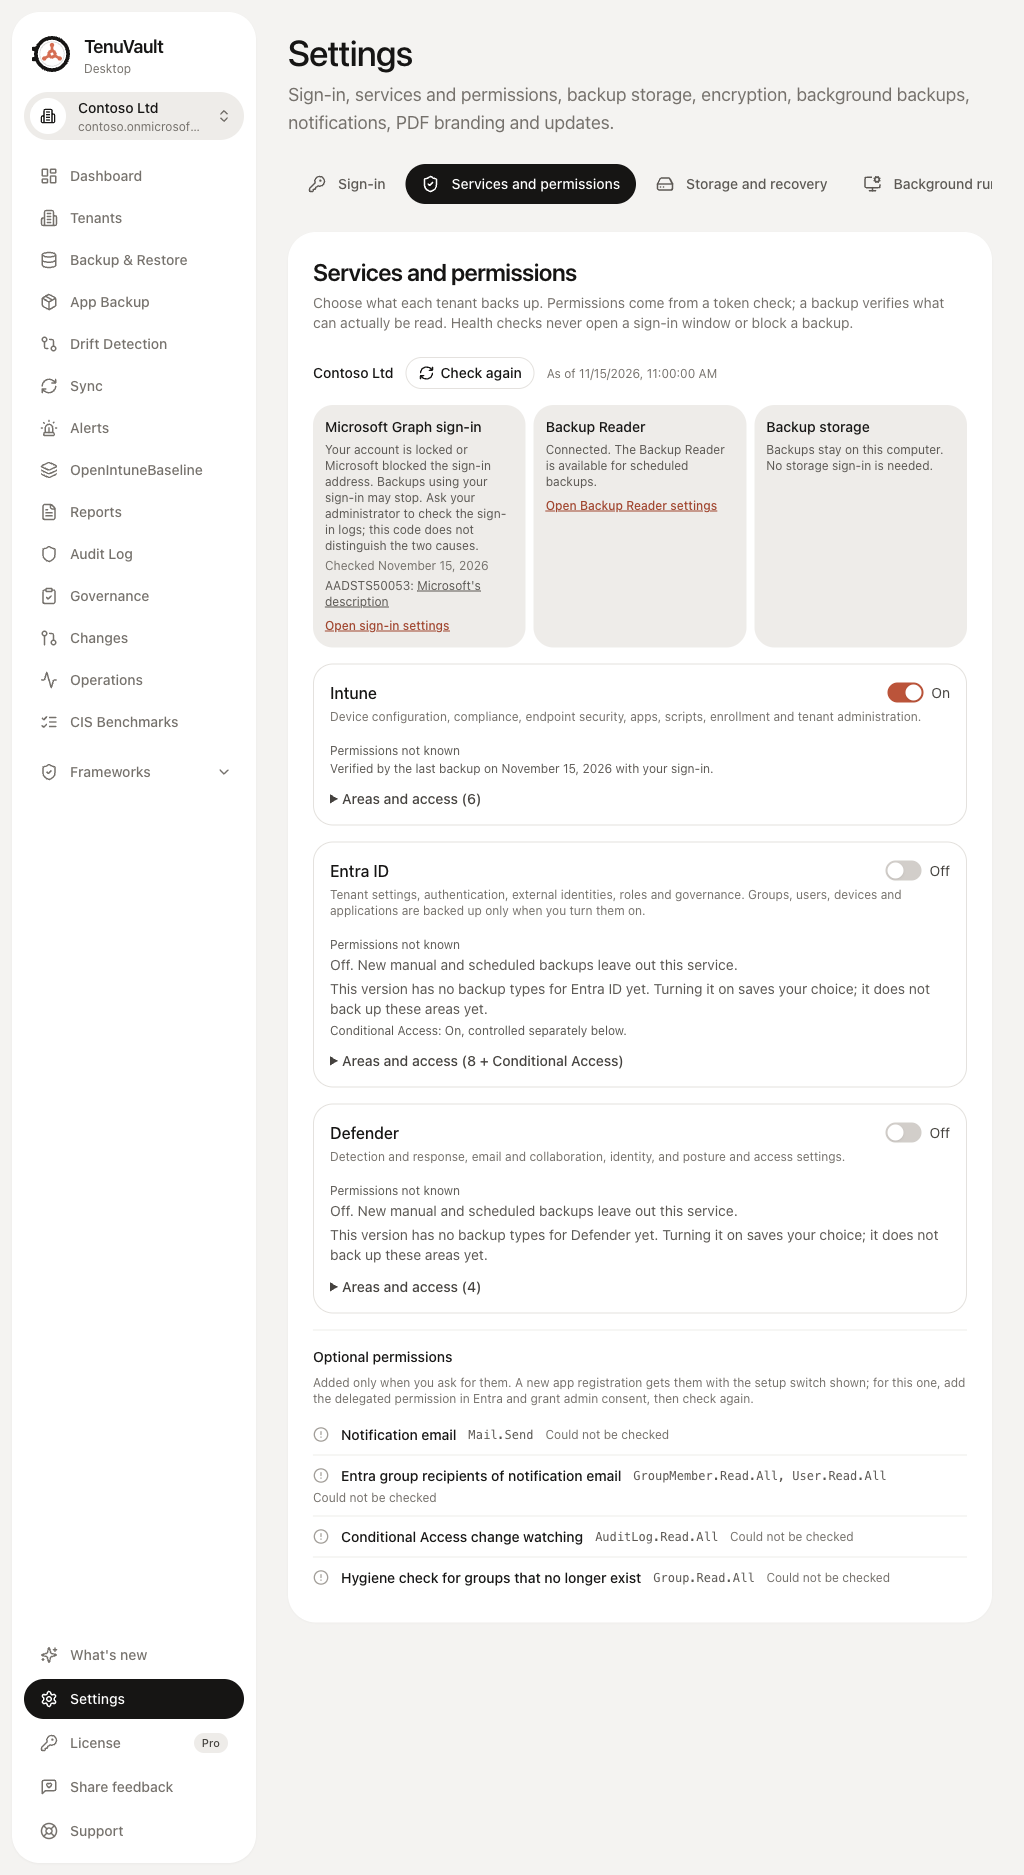 TenuVault
Desktop
Contoso Ltd
contoso.onmicrosof...
Dashboard
Tenants
Backup & Restore
App Backup
Drift Detection
Sync
Alerts
OpenIntuneBaseline
Reports
Audit Log
Governance
Changes
Operations
CIS Benchmarks
Frameworks
What's new
Settings
License
Pro
Share feedback
Support
Settings
Sign-in, services and permissions, backup storage, encryption, background backups,
notifications, PDF branding and updates.
Sign-in
Services and permissions
Storage and recovery
Background ru
Services and permissions
Choose what each tenant backs up. Permissions come from a token check; a backup verifies what
can actually be read. Health checks never open a sign-in window or block a backup.
Contoso Ltd
Check again
As of 11/15/2026, 11:00:00 AM
Microsoft Graph sign-in
Your account is locked or
Microsoft blocked the sign-in
address. Backups using your
sign-in may stop. Ask your
administrator to check the sign-
in logs; this code does not
distinguish the two causes.
Checked November 15, 2026
AADSTS50053: Microsoft's
description
Open sign-in settings
Backup Reader
Connected. The Backup Reader
is available for scheduled
backups.
Open Backup Reader settings
Backup storage
Backups stay on this computer.
No storage sign-in is needed.
Intune
On
Device configuration, compliance, endpoint security, apps, scripts, enrollment and tenant administration.
Permissions not known
Verified by the last backup on November 15, 2026 with your sign-in.
Areas and access (6)
Entra ID
Off
Tenant settings, authentication, external identities, roles and governance. Groups, users, devices and
applications are backed up only when you turn them on.
Permissions not known
Off. New manual and scheduled backups leave out this service.
This version has no backup types for Entra ID yet. Turning it on saves your choice; it does not
back up these areas yet.
Conditional Access: On, controlled separately below.
Areas and access (8 + Conditional Access)
Defender
Off
Detection and response, email and collaboration, identity, and posture and access settings.
Permissions not known
Off. New manual and scheduled backups leave out this service.
This version has no backup types for Defender yet. Turning it on saves your choice; it does not
back up these areas yet.
Areas and access (4)
Optional permissions
Added only when you ask for them. A new app registration gets them with the setup switch shown; for this one, add
the delegated permission in Entra and grant admin consent, then check again.
Notification email Mail.Send Could not be checked
Entra group recipients of notification email GroupMember.Read.All, User.Read.All
Could not be checked
Conditional Access change watching AuditLog.Read.All Could not be checked
Hygiene check for groups that no longer exist Group.Read.All Could not be checked